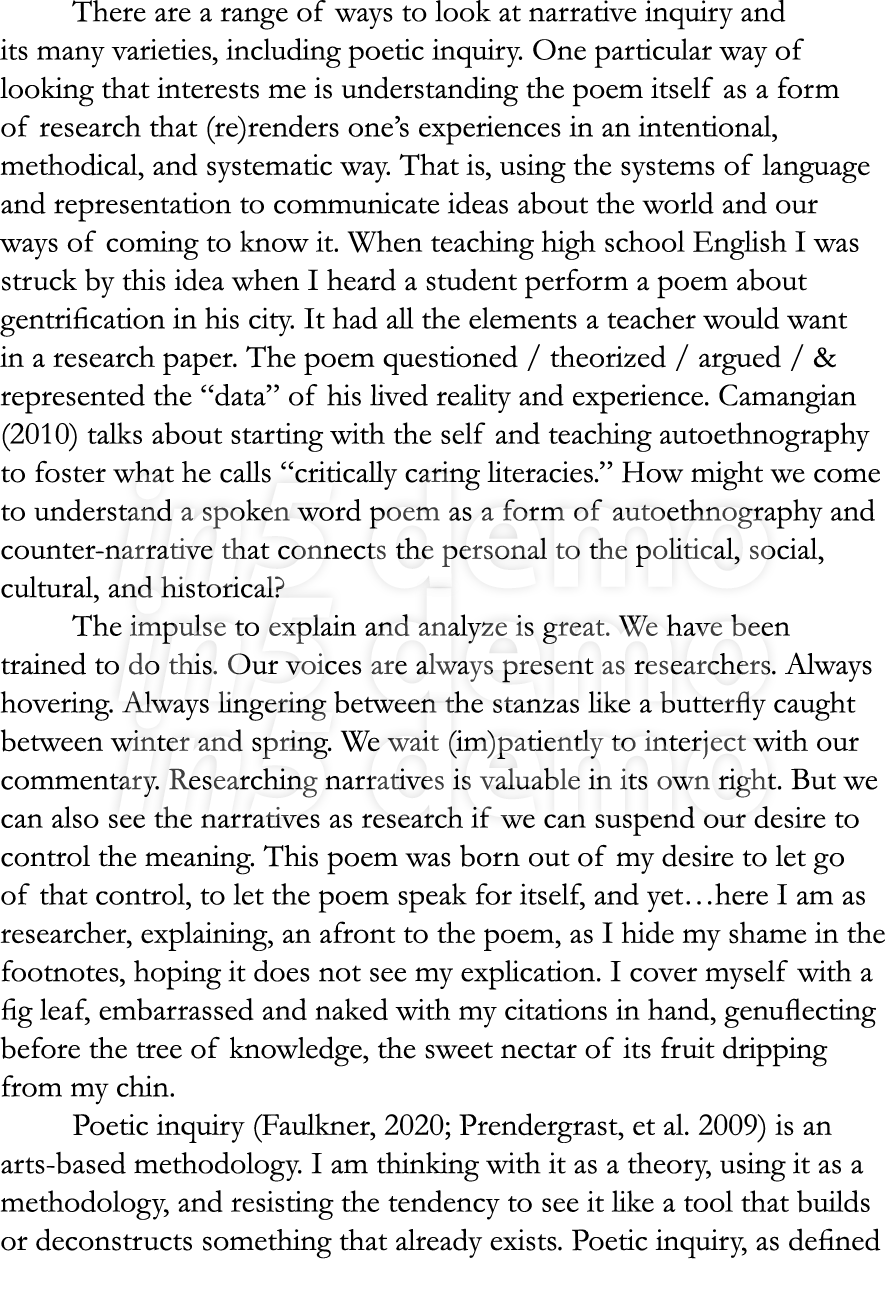 There are a range of ways to look at narrative inquiry and
its many varieties, including poetic inquiry. One particular way of
looking that interests me is understanding the poem itself as a form
of research that (re)renders one’s experiences in an intentional,
methodical, and systematic way. That is, using the systems of language
and representation to communicate ideas about the world and our
ways of coming to know it. When teaching high school English I was
struck by this idea when I heard a student perform a poem about
gentrification in his city. It had all the elements a teacher would want
in a research paper. The poem questioned / theorized / argued / &
represented the “data” of his lived reality and experience. Camangian
(2010) talks about starting with the self and teaching autoethnography
to foster what he calls “critically caring literacies.” How might we come
to understand a spoken word poem as a form of autoethnography and
counter-narrative that connects the personal to the political, social,
cultural, and historical?
The impulse to explain and analyze is great. We have been
trained to do this. Our voices are always present as researchers. Always
hovering. Always lingering between the stanzas like a butterfly caught
between winter and spring. We wait (im)patiently to interject with our
commentary. Researching narratives is valuable in its own right. But we
can also see the narratives as research if we can suspend our desire to
control the meaning. This poem was born out of my desire to let go
of that control, to let the poem speak for itself, and yet…here I am as
researcher, explaining, an afront to the poem, as I hide my shame in the
footnotes, hoping it does not see my explication. I cover myself with a
fig leaf, embarrassed and naked with my citations in hand, genuflecting
before the tree of knowledge, the sweet nectar of its fruit dripping
from my chin.
Poetic inquiry (Faulkner, 2020; Prendergrast, et al. 2009) is an
arts-based methodology. I am thinking with it as a theory, using it as a
methodology, and resisting the tendency to see it like a tool that builds
or deconstructs something that already exists. Poetic inquiry, as defined
in5 demo
in5 demo
in5 demo